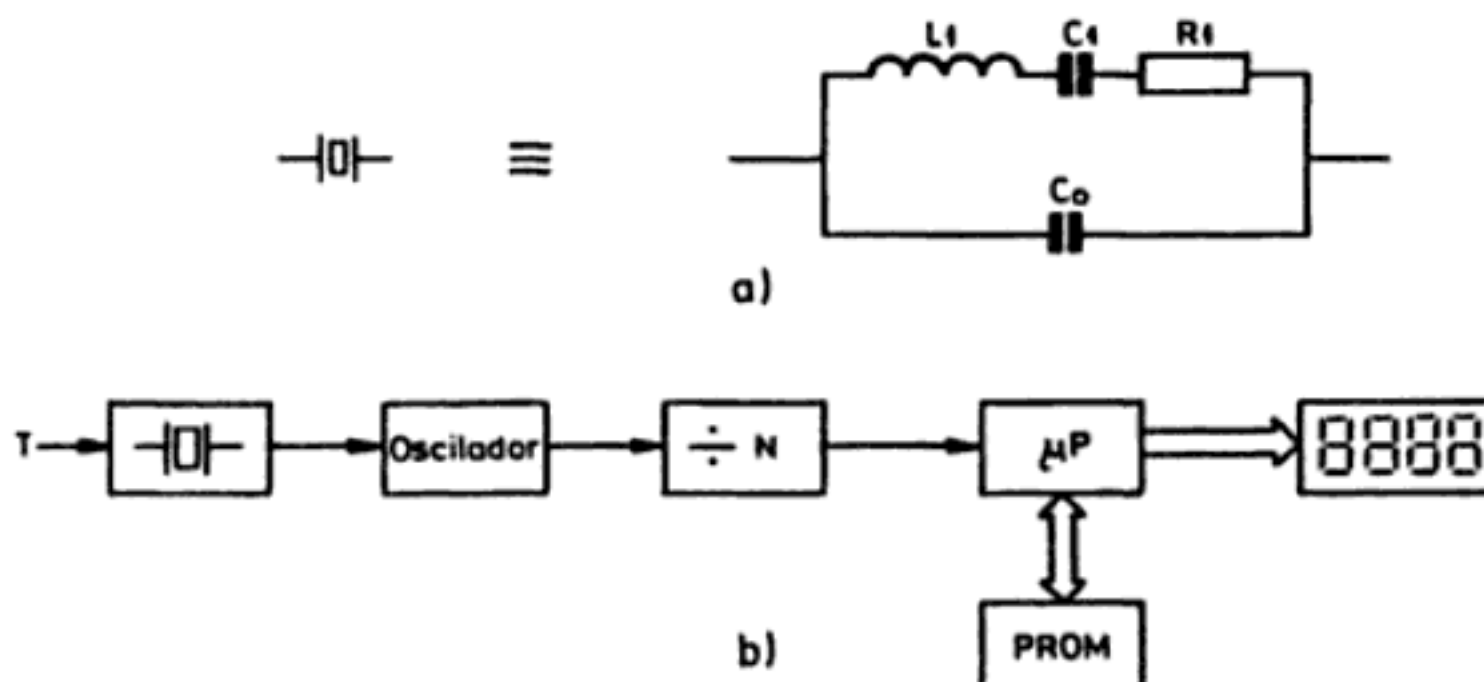 L1 C1 R1
C0
a)
T Oscilador ÷ N μP 8888
PROM
b)